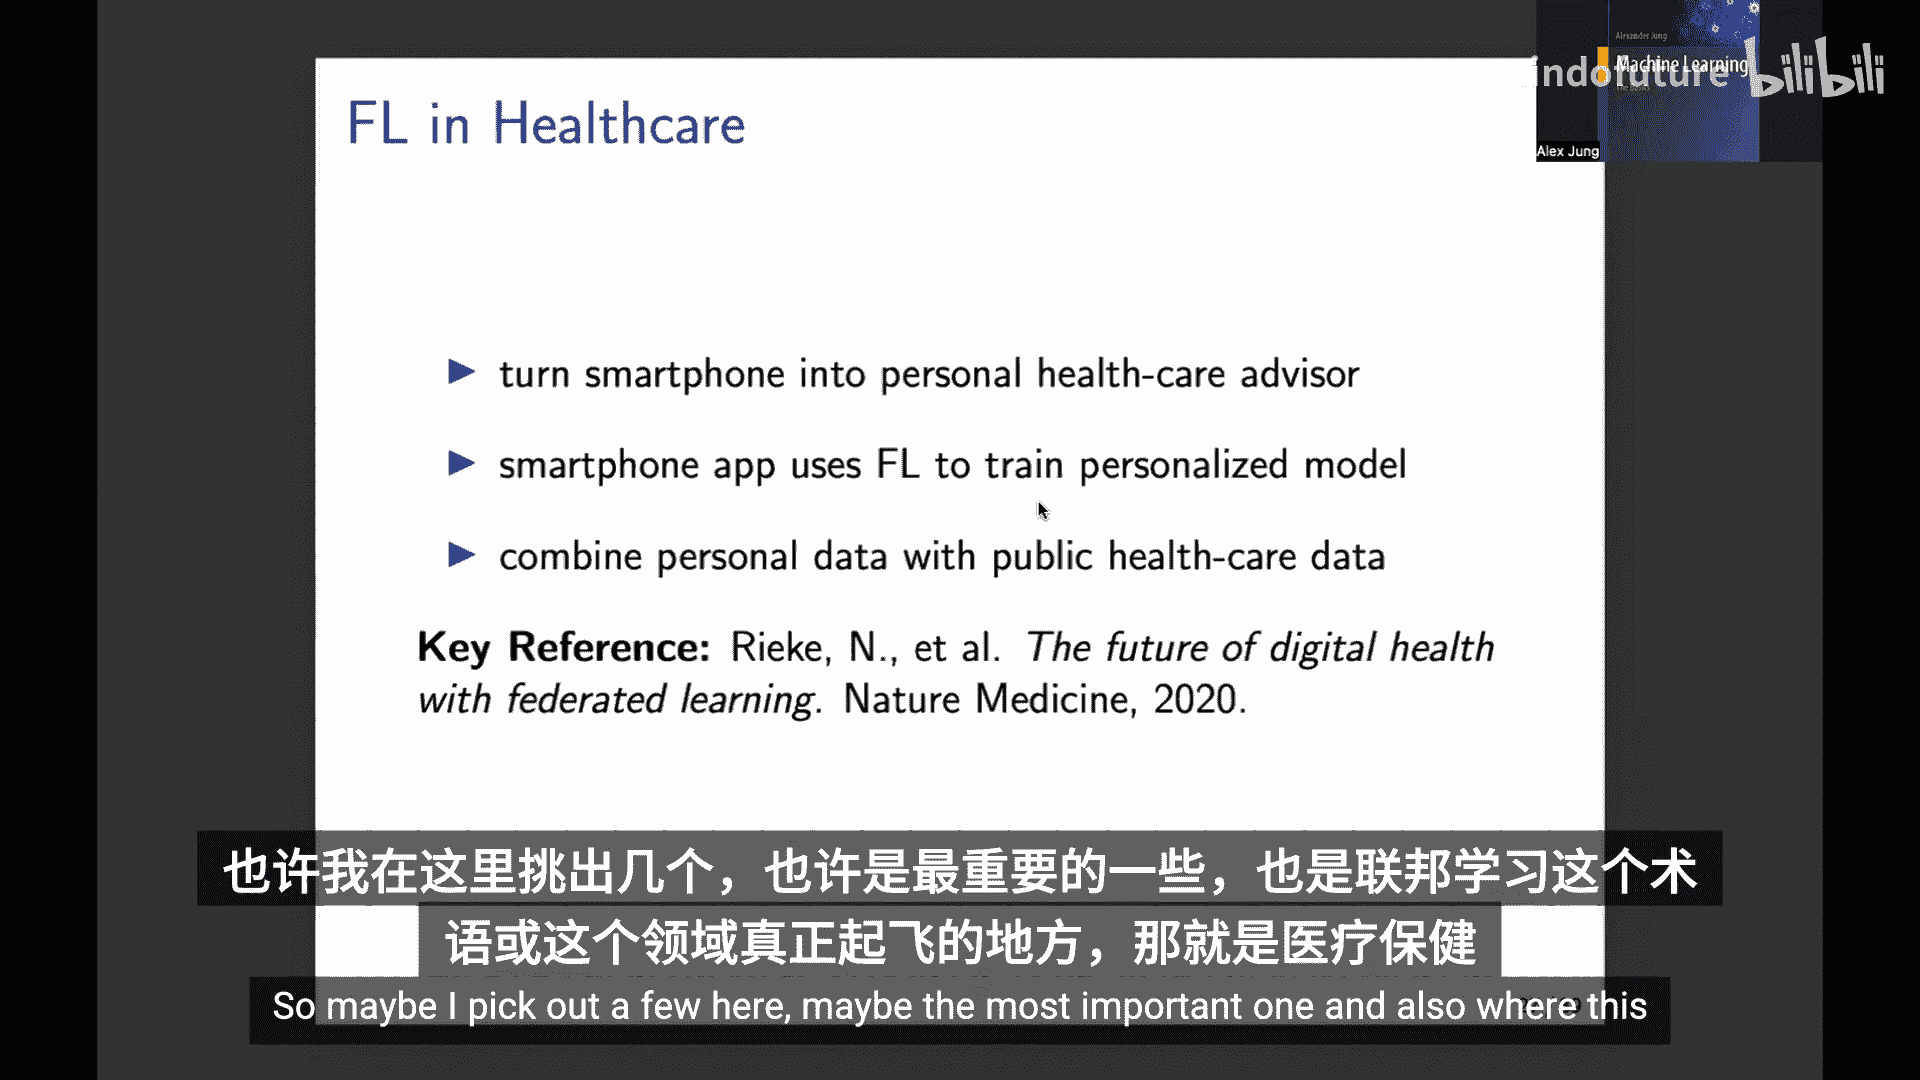 Alexander Jung
Machine Learning
indofuture bilibili
Alex Jung
FL in Healthcare
turn smartphone into personal health-care advisor
smartphone app uses FL to train personalized model
combine personal data with public health-care data
Key Reference: Rieke, N., et al. The future of digital health
with federated learning. Nature Medicine, 2020.
也许我在这里挑出几个，也许是最重要的一些，也是联邦学习这个术
语或这个领域真正起飞的地方，那就是医疗保健
So maybe I pick out a few here, maybe the most important one and also where this